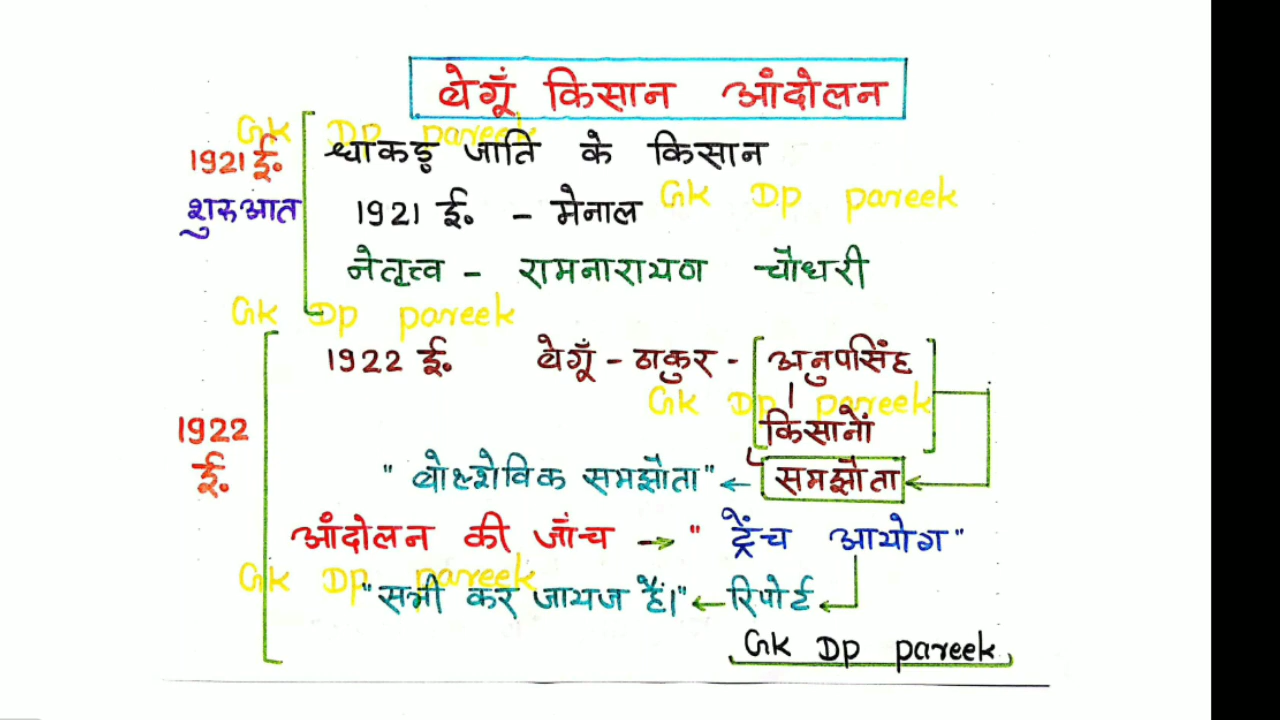 बेगूँ किसान आंदोलन
Gk Dp pareek
1921 ई. धाकड़ जाति के किसान
शुरुआत 1921 ई. - मेनाल Gk Dp pareek
नेतृत्व - रामनारायण चौधरी
Gk Dp pareek
1922 ई. बेगूँ - ठाकुर - अनुपसिंह
Gk Dp pareek
1922 ई.
किसानों
"बोल्शेविक समझौता" ← समझौता
आंदोलन की जाँच → "ट्रेंच आयोग"
Gk Dp pareek
"सभी कर जायज हैं।" ← रिपोर्ट
Gk Dp pareek